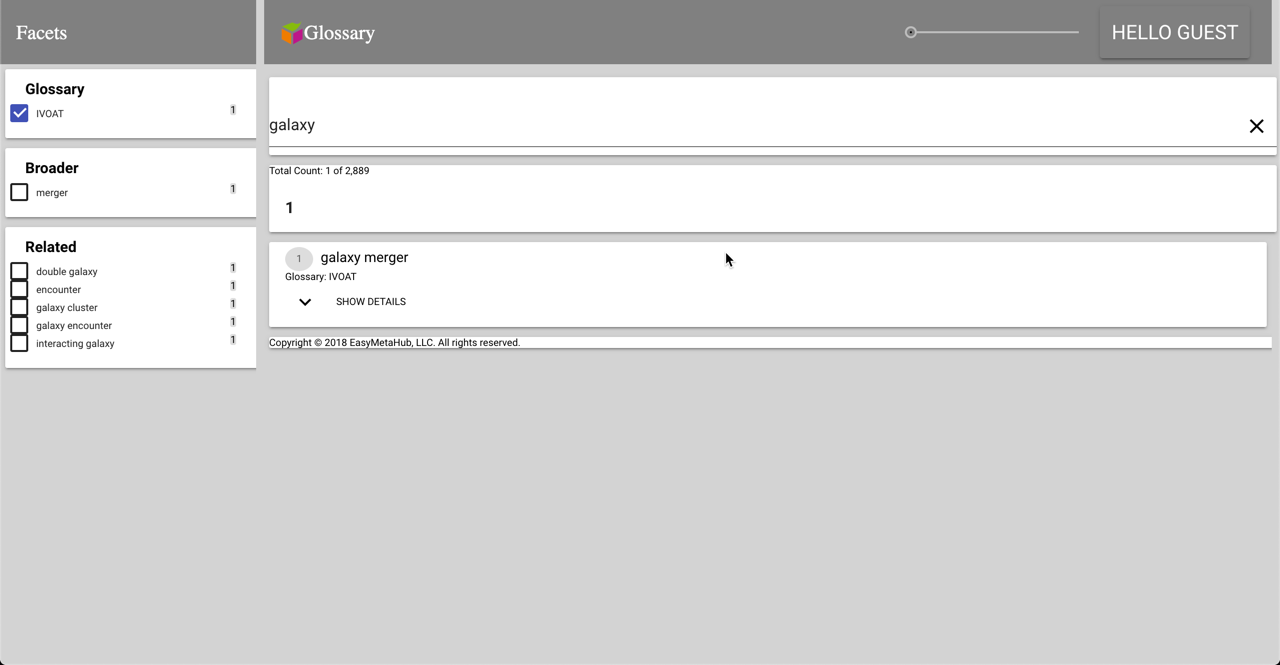 Facets
Glossary
HELLO GUEST
Glossary
IVOAT 1
Broader
merger 1
Related
double galaxy 1
encounter 1
galaxy cluster 1
galaxy encounter 1
interacting galaxy 1
galaxy
Total Count: 1 of 2,889
1
1 galaxy merger
Glossary: IVOAT
SHOW DETAILS
Copyright © 2018 EasyMetaHub, LLC. All rights reserved.